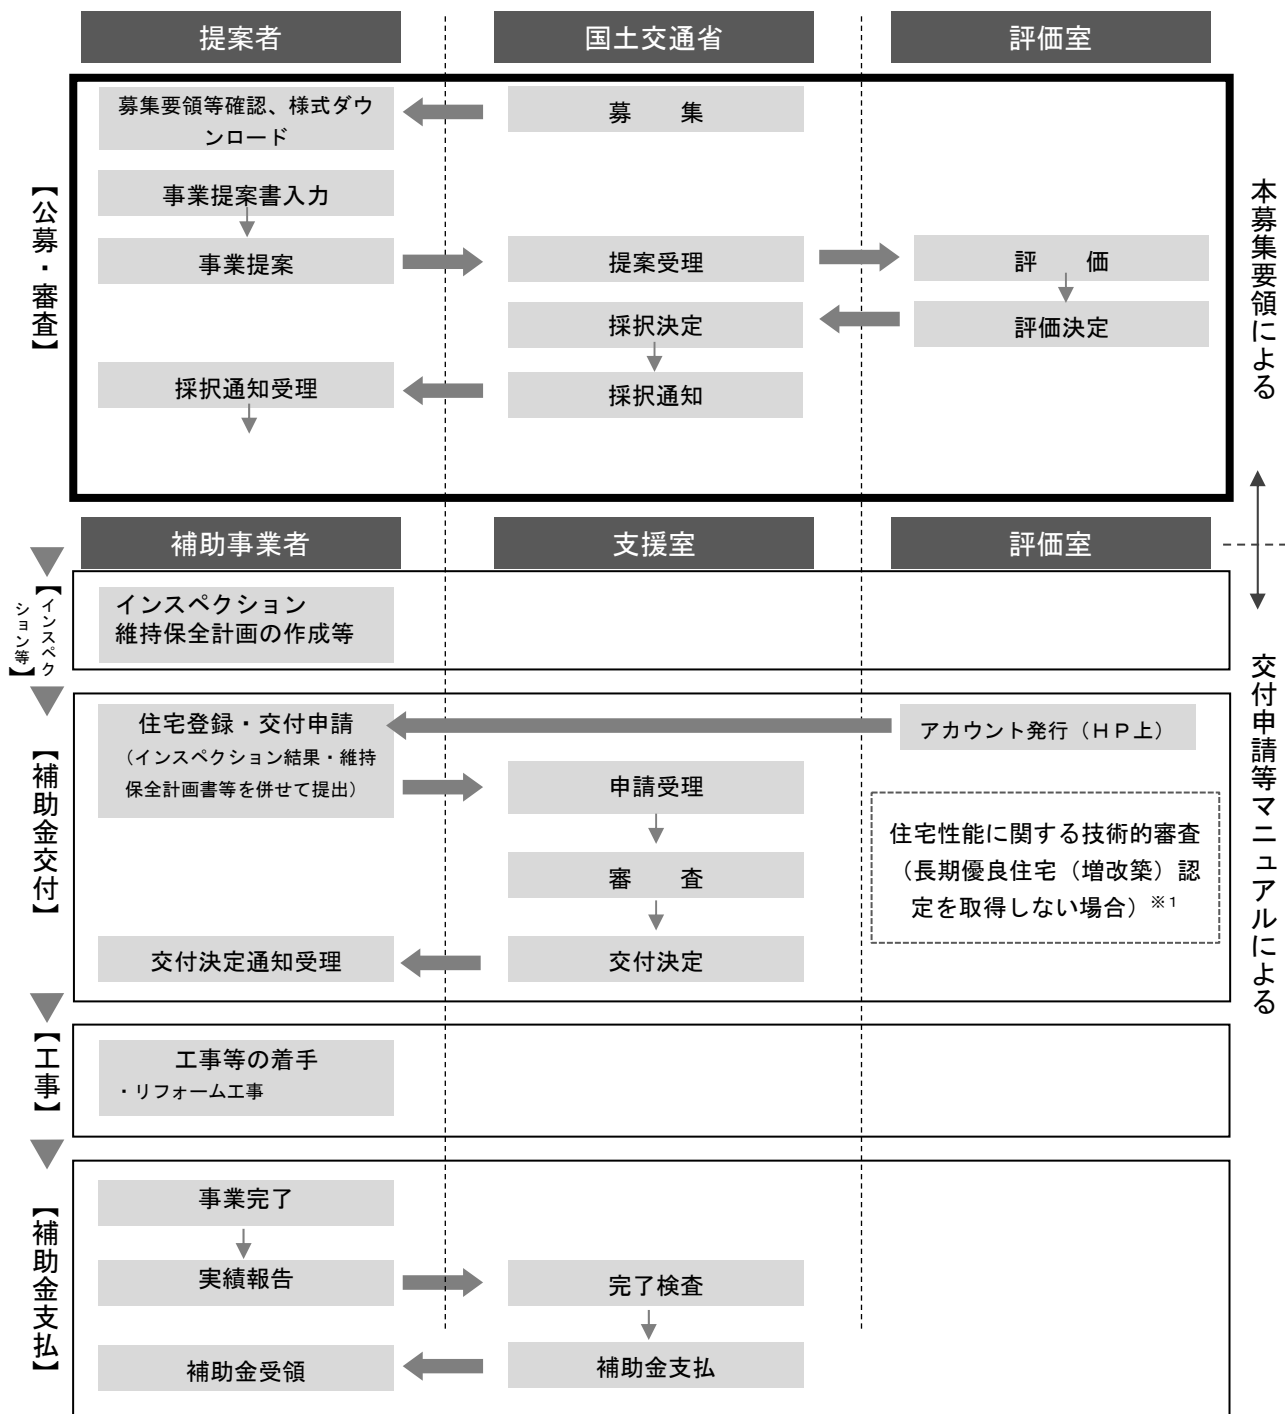 提案者
国土交通省
評価室
【公募・審査】
募集要領等確認、様式ダウ
ンロード
募　　集
事業提案書入力
事業提案
提案受理
評　　価
採択決定
評価決定
採択通知受理
採択通知
本募集要領による
補助事業者
支援室
評価室
【インスペク
ション等】
インスペクション
維持保全計画の作成等
【補助金交付】
住宅登録・交付申請
（インスペクション結果・維持
保全計画書等を併せて提出）
アカウント発行（ＨＰ上）
申請受理
審　　査
住宅性能に関する技術的審査
（長期優良住宅（増改築）認
定を取得しない場合）※1
交付決定通知受理
交付決定
交付申請等マニュアルによる
【工事】
工事等の着手
・リフォーム工事
【補助金支払】
事業完了
実績報告
完了検査
補助金受領
補助金支払